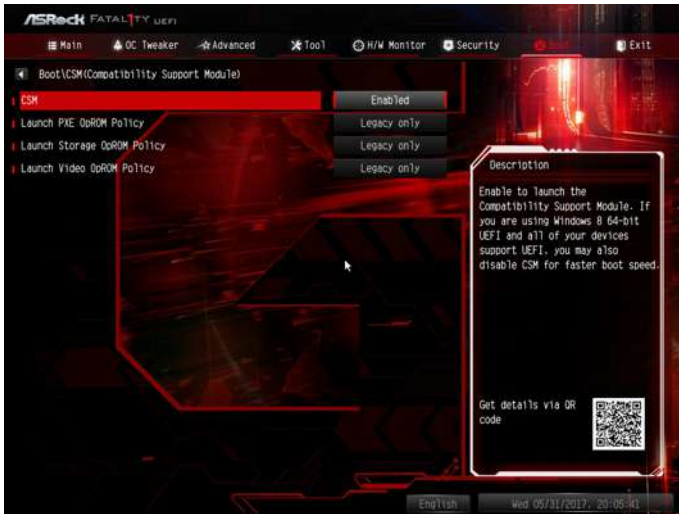 ASRock FATAL1TY UEFI
Main OC Tweaker Advanced Tool H/W Monitor Security Boot Exit
Boot\CSM(Compatibility Support Module)
CSM Enabled
Launch PXE OpROM Policy Legacy only
Launch Storage OpROM Policy Legacy only
Launch Video OpROM Policy Legacy only
Description
Enable to launch the
Compatibility Support Module. If
you are using Windows 8 64-bit
UEFI and all of your devices
support UEFI, you may also
disable CSM for faster boot speed.
Get details via QR
code
English Wed 05/31/2017, 20:05:41